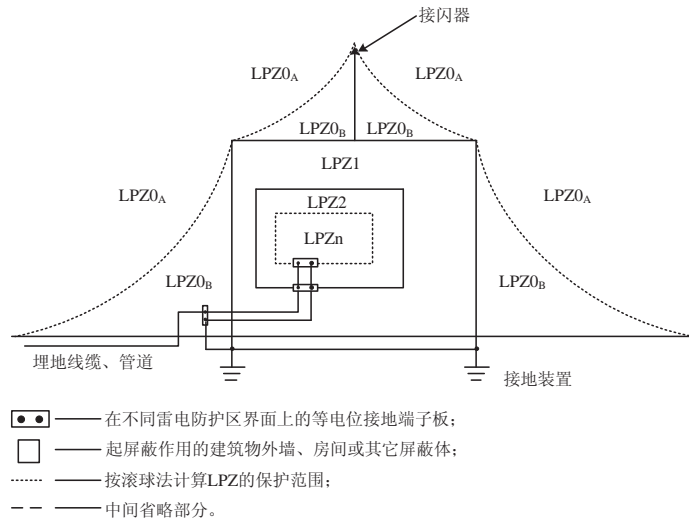 接闪器
LPZ0A LPZ0A
LPZ0B LPZ0B
LPZ1
LPZ0A LPZ2 LPZ0A
LPZn
LPZ0B LPZ0B
埋地线缆、管道 接地装置
在不同雷电防护区界面上的等电位接地端子板；
起屏蔽作用的建筑物外墙、房间或其它屏蔽体；
按滚球法计算LPZ的保护范围；
中间省略部分。